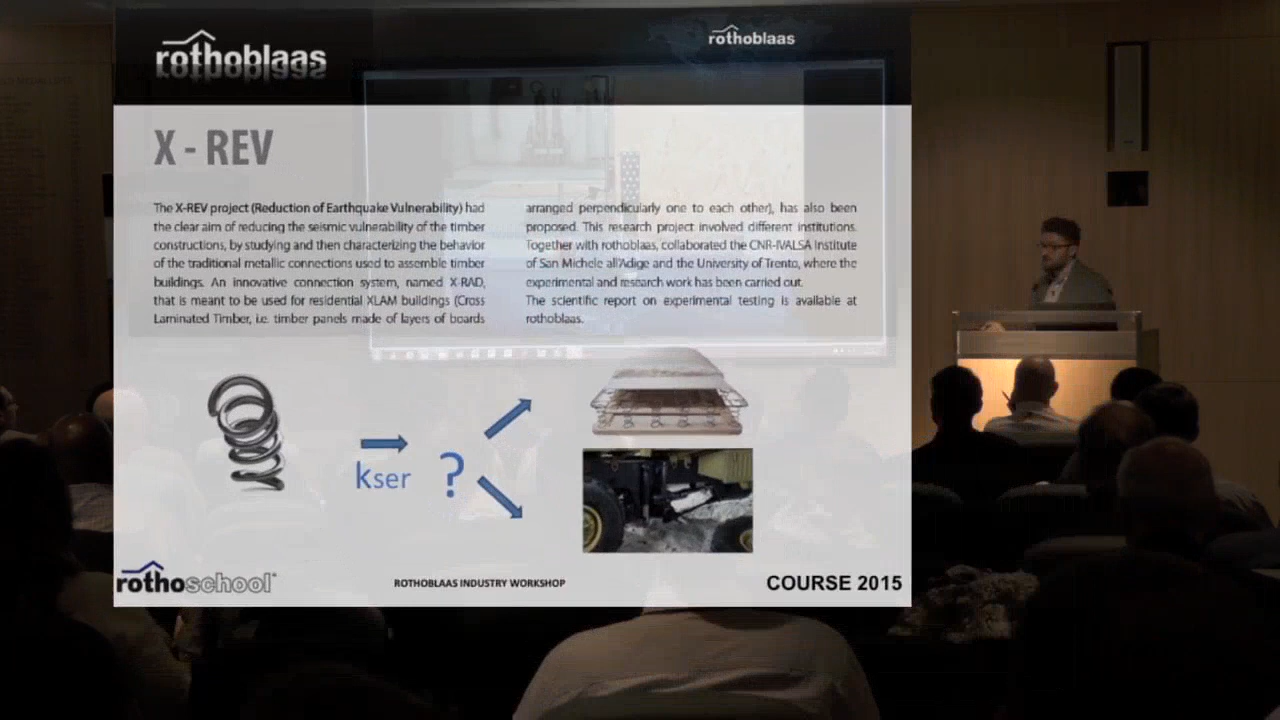 rothoblaas
rothoblaas
X - REV
The X-REV project (Reduction of Earthquake Vulnerability) had
the clear aim of reducing the seismic vulnerability of the timber
constructions, by studying and then characterizing the behavior
of the traditional metallic connections used to assemble timber
buildings. An innovative connection system, named X-RAD,
that is meant to be used for residential XLAM buildings (Cross
Laminated Timber, i.e. timber panels made of layers of boards
arranged perpendicularly one to each other), has also been
proposed. This research project involved different institutions.
Together with rothoblaas, collaborated the CNR-IVALSA Institute
of San Michele all'Adige and the University of Trento, where the
experimental and research work has been carried out.
The scientific report on experimental testing is available at
rothoblaas.
kser ?
rothoschool
ROTHOBLAAS INDUSTRY WORKSHOP
COURSE 2015